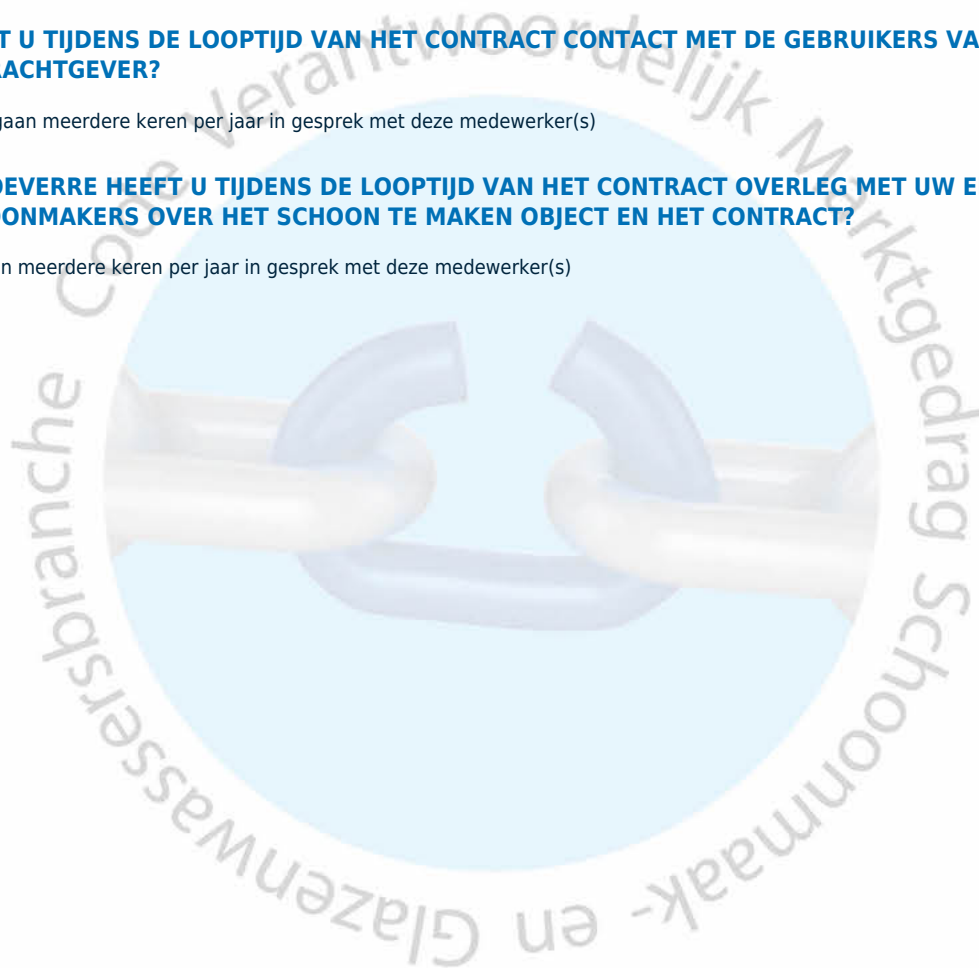 T U TIJDENS DE LOOPTIJD VAN HET CONTRACT CONTACT MET DE GEBRUIKERS VA
RACHTGEVER?
gaan meerdere keren per jaar in gesprek met deze medewerker(s)
OEVERRE HEEFT U TIJDENS DE LOOPTIJD VAN HET CONTRACT OVERLEG MET UW E
OONMAKERS OVER HET SCHOON TE MAKEN OBJECT EN HET CONTRACT?
n meerdere keren per jaar in gesprek met deze medewerker(s)
Code Verantwoordelijk Marktgedrag Schoonmaak- en Glazenwassersbranche